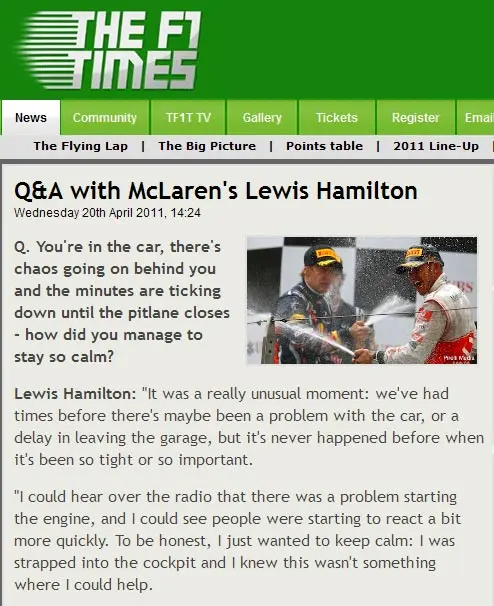 THE F1
TIMES
News Community TF1T TV Gallery Tickets Register Emai
The Flying Lap | The Big Picture | Points table | 2011 Line-Up |
Q&A with McLaren's Lewis Hamilton
Wednesday 20th April 2011, 14:24
Q. You're in the car, there's
chaos going on behind you
and the minutes are ticking
down until the pitlane closes
- how did you manage to
stay so calm?
Pirelli Media
Lewis Hamilton: "It was a really unusual moment: we've had
times before there's maybe been a problem with the car, or a
delay in leaving the garage, but it's never happened before when
it's been so tight or so important.
"I could hear over the radio that there was a problem starting
the engine, and I could see people were starting to react a bit
more quickly. To be honest, I just wanted to keep calm: I was
strapped into the cockpit and I knew this wasn't something
where I could help.